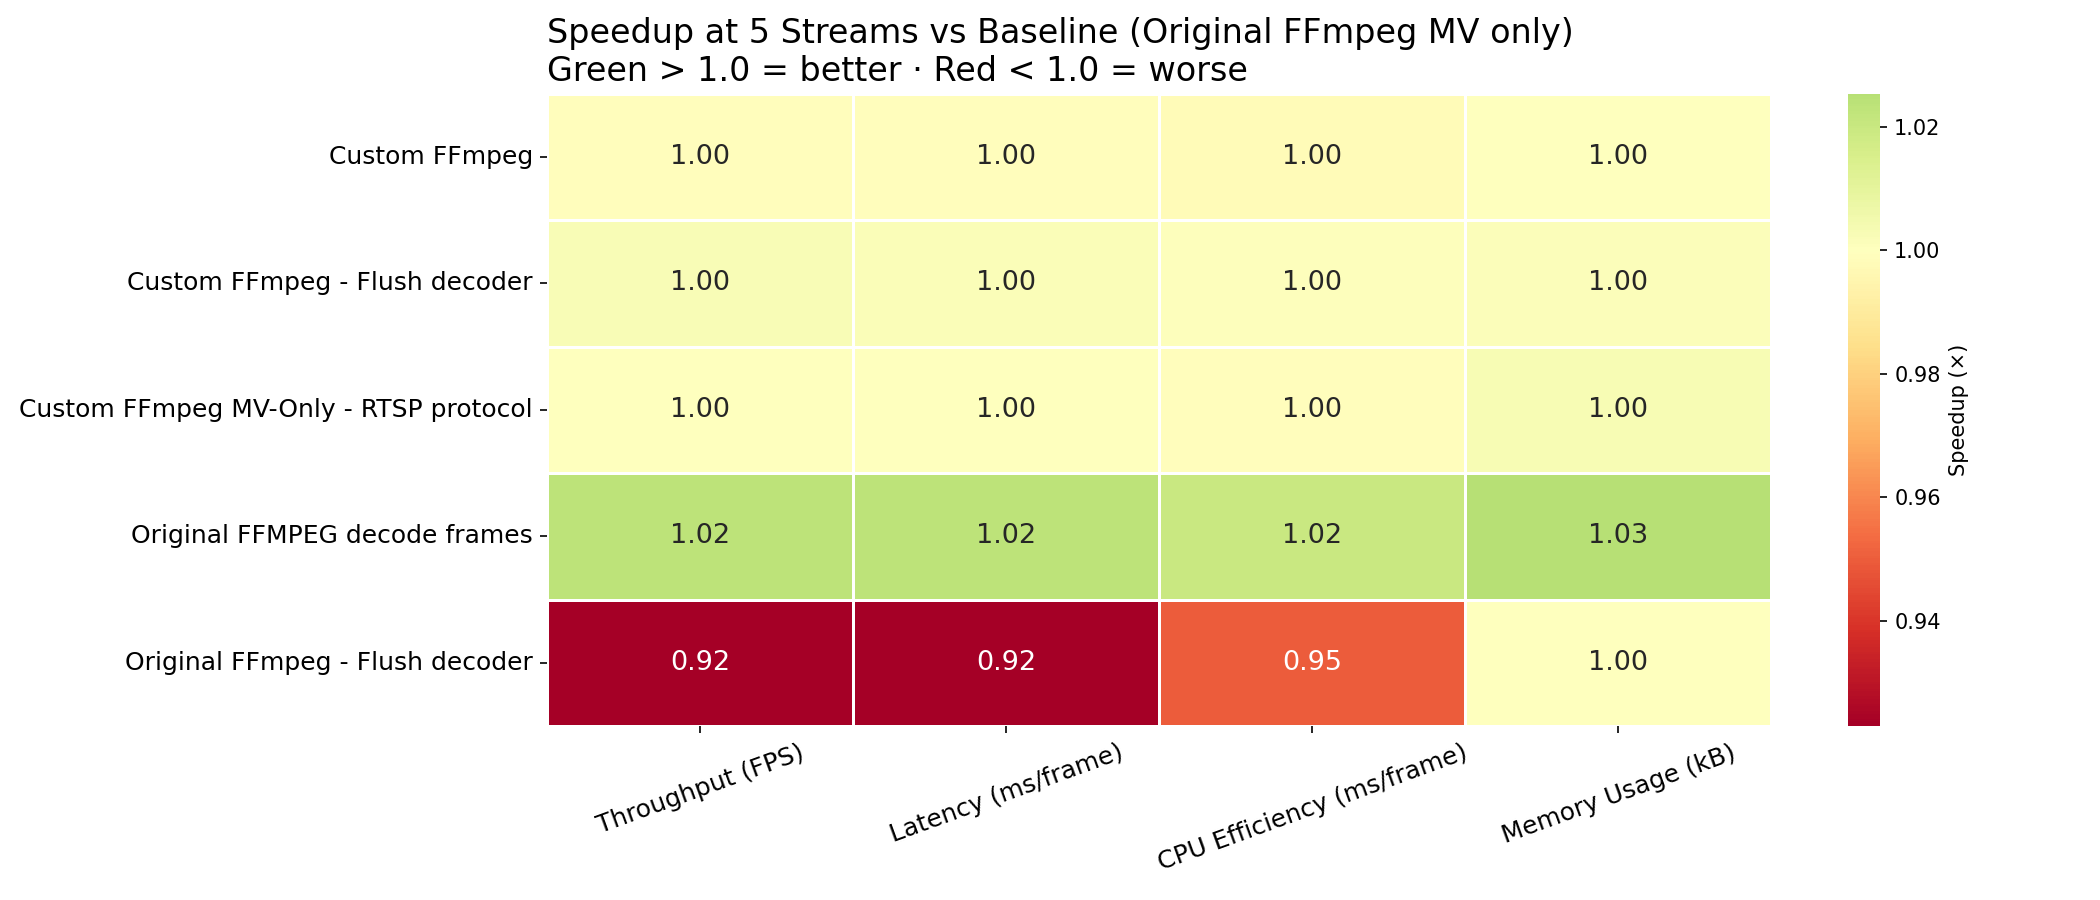 Speedup at 5 Streams vs Baseline (Original FFmpeg MV only)
Green > 1.0 = better · Red < 1.0 = worse
Custom FFmpeg
1.00
1.00
1.00
1.00
Custom FFmpeg - Flush decoder
1.00
1.00
1.00
1.00
Custom FFmpeg MV-Only - RTSP protocol
1.00
1.00
1.00
1.00
Original FFMPEG decode frames
1.02
1.02
1.02
1.03
Original FFmpeg - Flush decoder
0.92
0.92
0.95
1.00
Throughput (FPS)
Latency (ms/frame)
CPU Efficiency (ms/frame)
Memory Usage (kB)
1.02
1.00
0.98
0.96
0.94
Speedup (×)